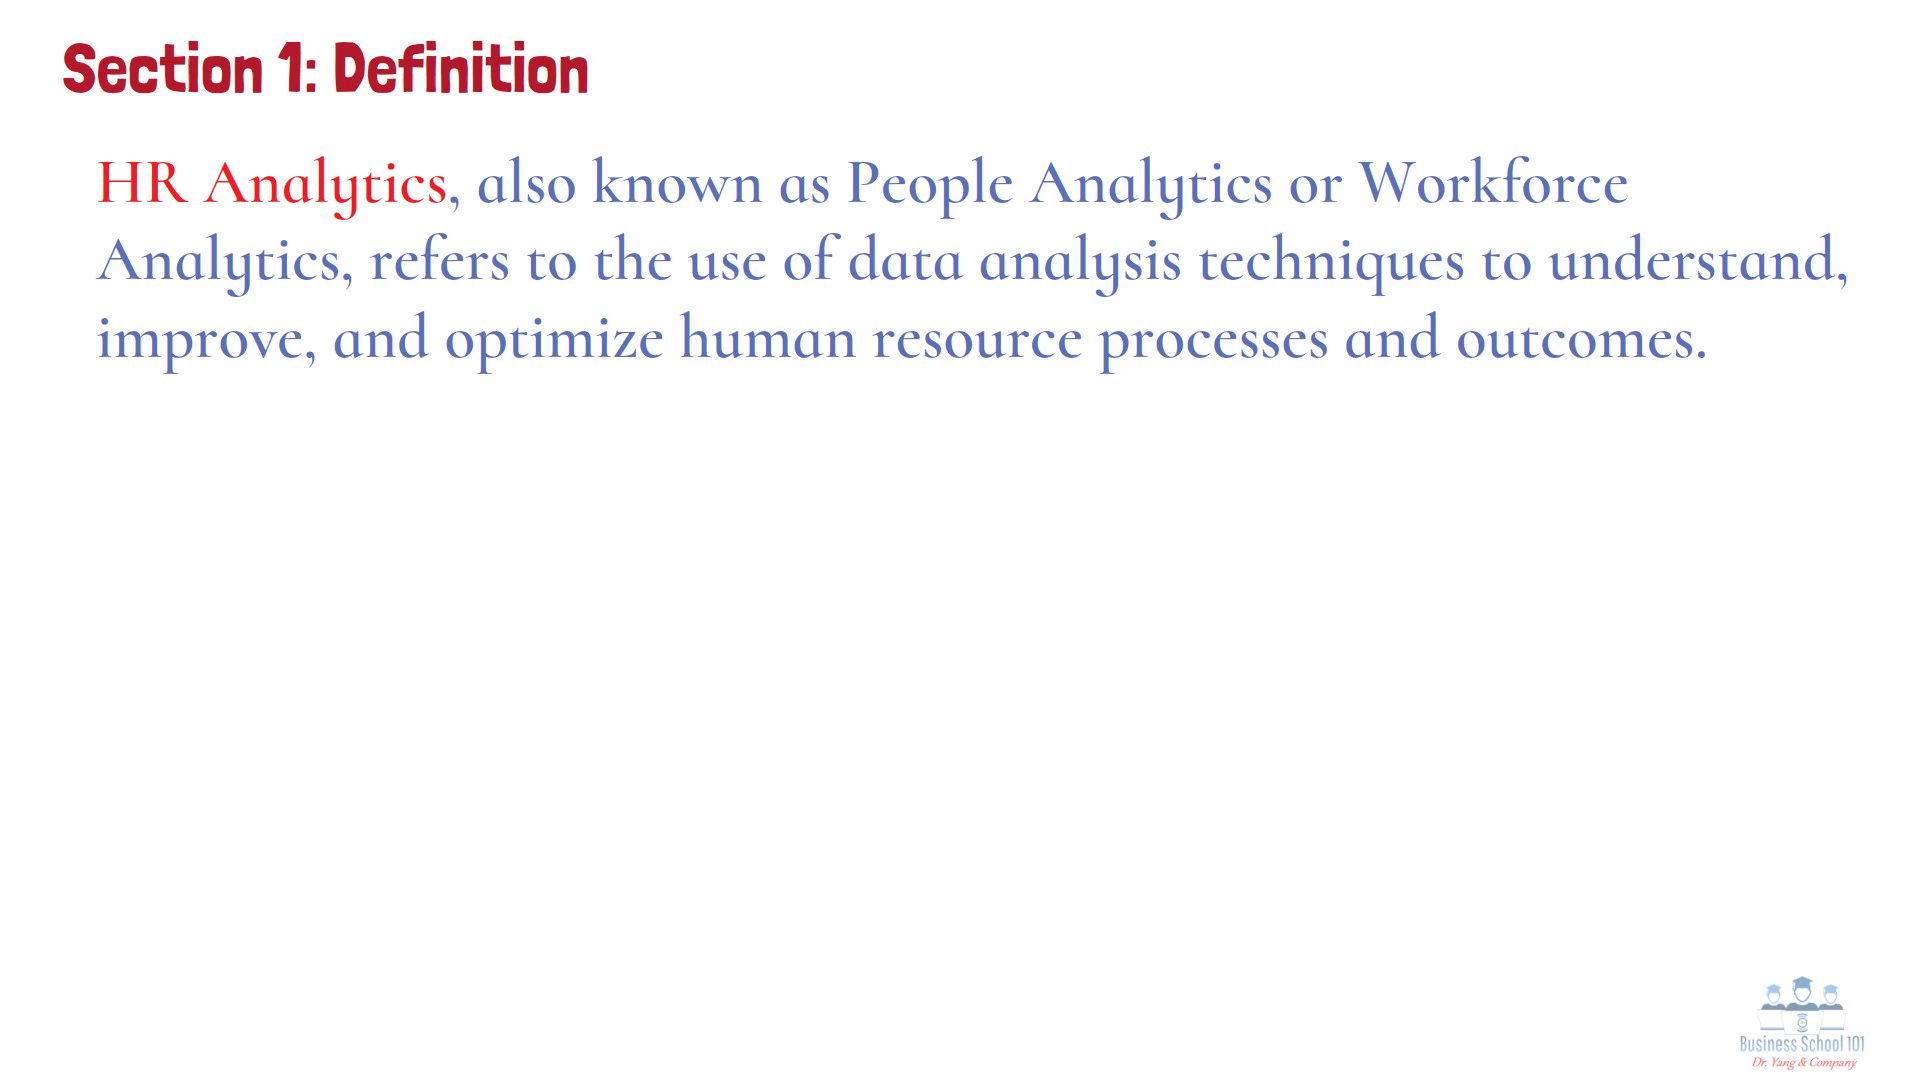 Section 1: Definition
HR Analytics, also known as People Analytics or Workforce
Analytics, refers to the use of data analysis techniques to understand,
improve, and optimize human resource processes and outcomes.
Business School 101
Dr. Yang & Company